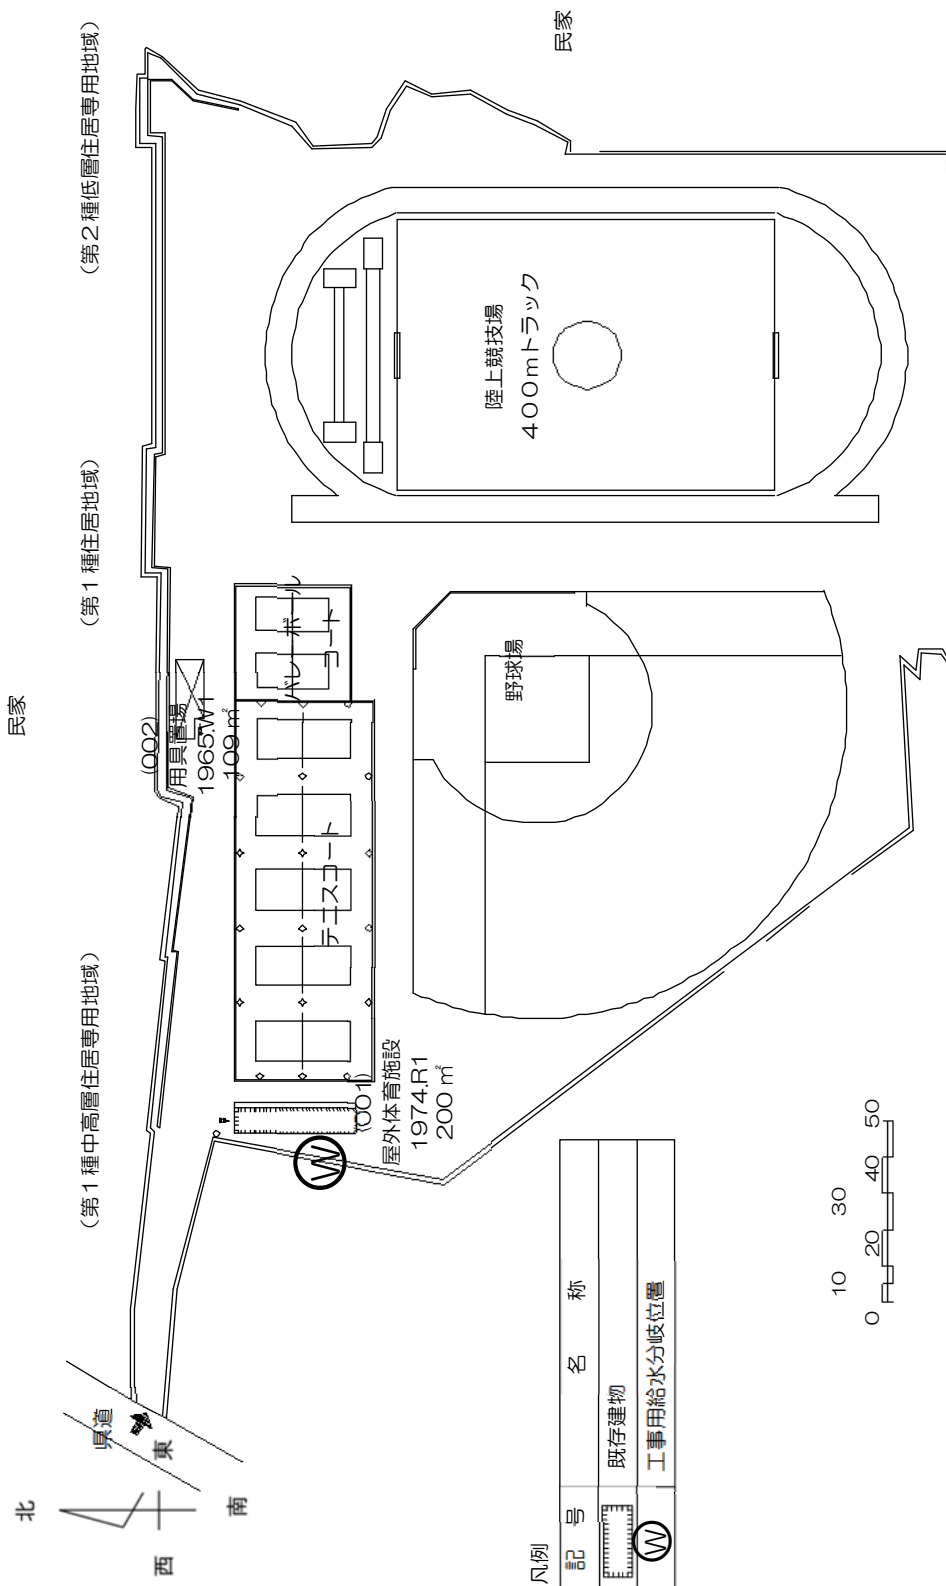 民家
(第1種中高層住居専用地域)
(第1種住居地域)
(第2種低層住居専用地域)
民家
県道
北
西
東
南
(002)
用具置場
1965.W1
109㎡
バレーボール
コート
テニスコート
(001)
屋外体育施設
1974.R1
200㎡
W
野球場
陸上競技場
400mトラック
凡例
記号 名称
既存建物
W 工事用給水分岐位置
0 10 20 30 40 50